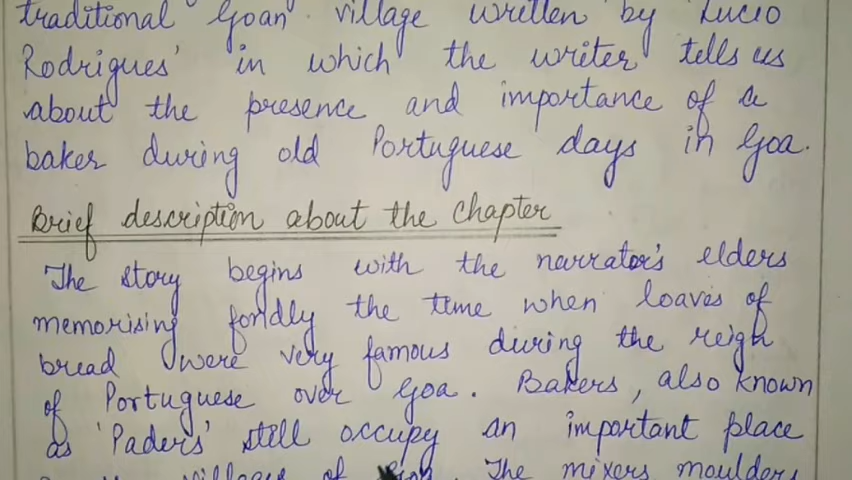 traditional Goan village written by Lucio
Rodrigues' in which the writer tells us
about the presence and importance of a
baker during old Portuguese days in Goa.
Brief description about the chapter
The story begins with the narrator's elders
memorising fondly the time when loaves of
bread were very famous during the reign
of Portuguese over Goa. Bakers, also known
as 'Paders' still occupy an important place
villages of The mixers moulders